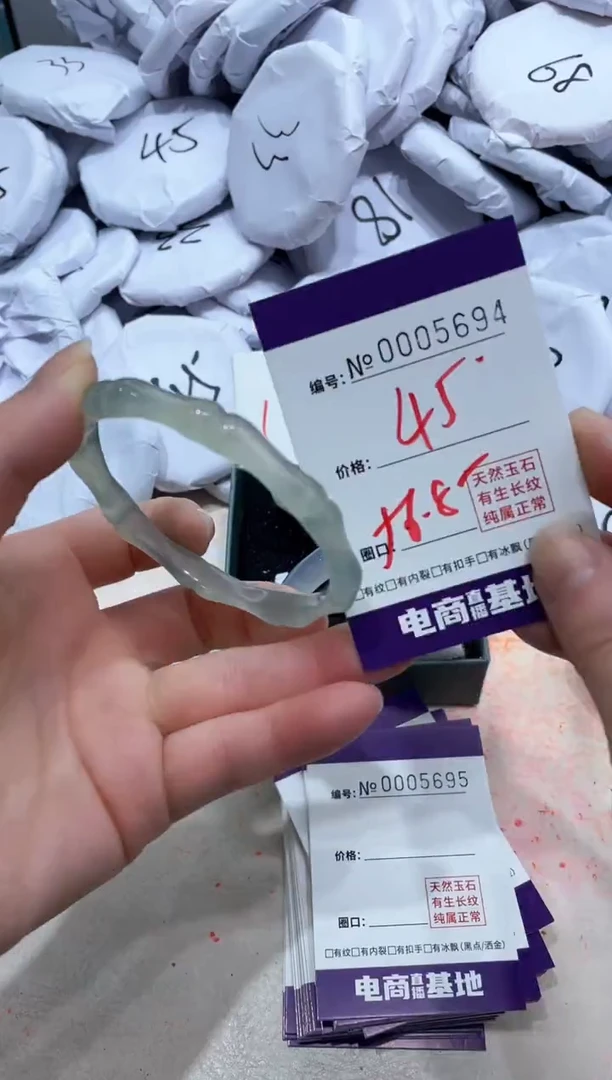 33
45
33
68
22
编号: №0005694
45
价格:
天然玉石
有生长纹
纯属正常
圈口:
有纹□有内裂□有扣手□有冰飘(
电商直播基地
编号: №0005695
价格:
天然玉石
有生长纹
纯属正常
圈口:
□有纹□有内裂□有扣手□有冰飘(黑点/洒金)
电商直播基地